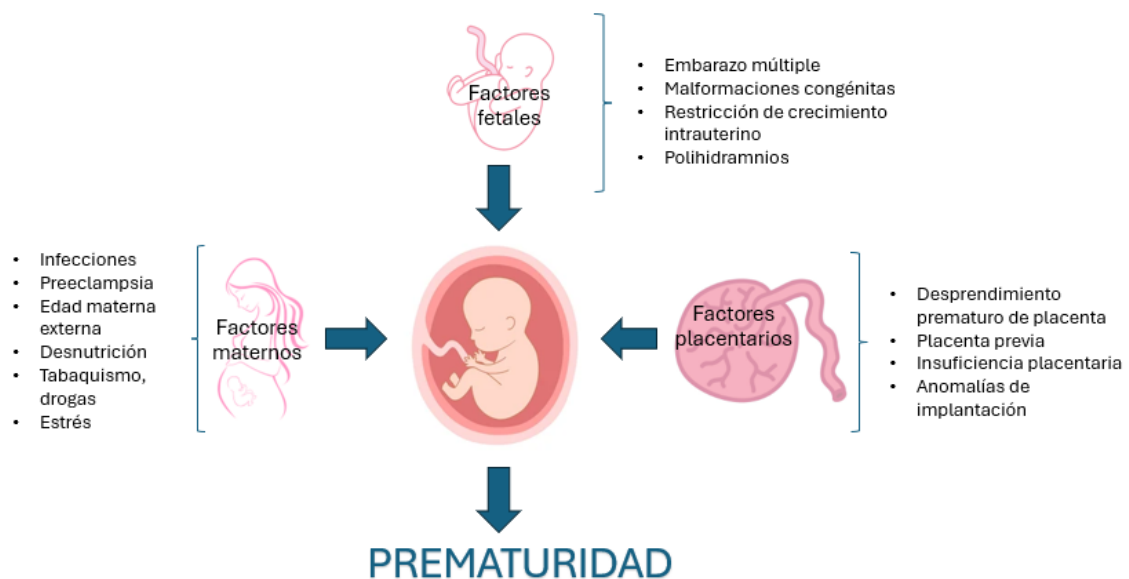 Factores
fetales
• Embarazo múltiple
• Malformaciones congénitas
• Restricción de crecimiento
intrauterino
• Polihidramnios
• Infecciones
• Preeclampsia
• Edad materna
externa
• Desnutrición
• Tabaquismo,
drogas
• Estrés
Factores
maternos
Factores
placentarios
• Desprendimiento
prematuro de placenta
• Placenta previa
• Insuficiencia placentaria
• Anomalías de
implantación
PREMATURIDAD